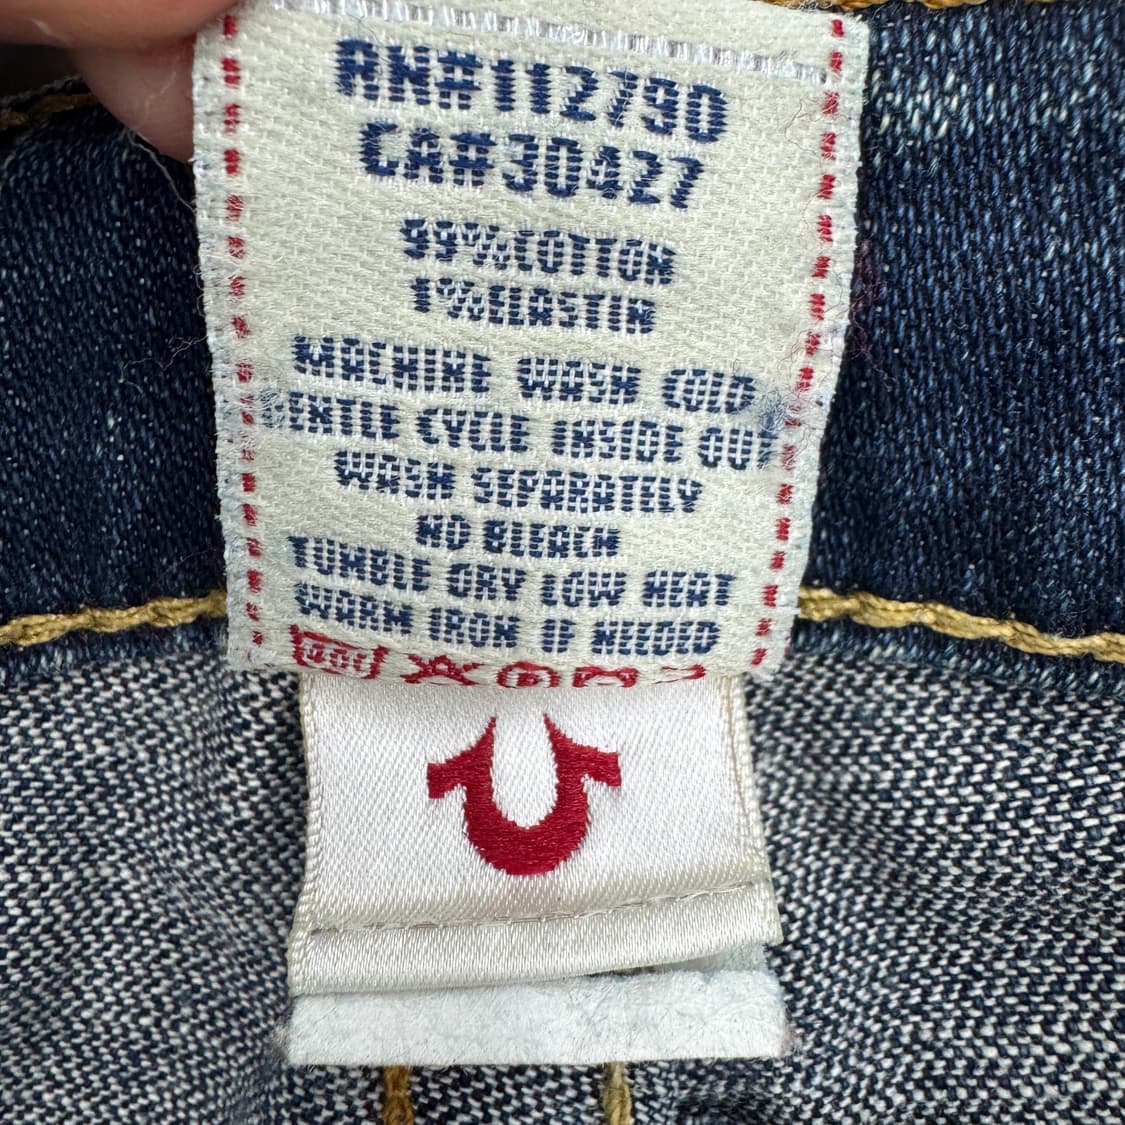 RN#112790
CA#30427
99%COTTON
1%ELASTIN
MACHINE WASH COLD
GENTLE CYCLE INSIDE OUT
WASH SEPARATELY
NO BLEACH
TUMBLE DRY LOW HEAT
WARM IRON IF NEEDED